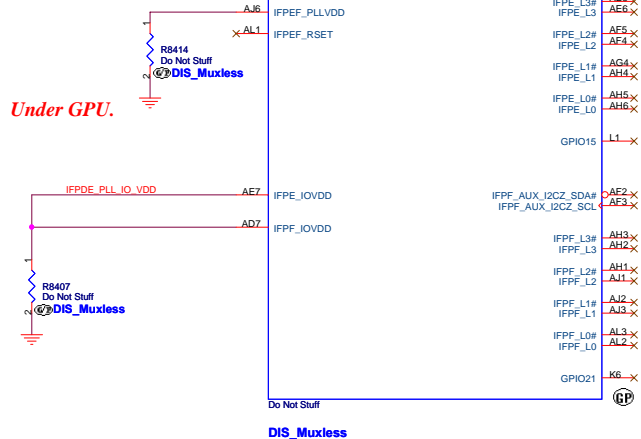 IFPE_L3#
AJ6 IFPEF_PLLVDD IFPE_L3 AE6
AL1 IFPEF_RSET IFPE_L2# AF5
IFPE_L2 AF4
1
R8414
Do Not Stuff
DIS_Muxless
2
IFPE_L1# AG4
IFPE_L1 AH4
IFPE_L0# AH5
IFPE_L0 AH6
Under GPU.
GPIO15 L1
IFPDE_PLL_IO_VDD AE7 IFPE_IOVDD IFPF_AUX_I2CZ_SDA# AF2
IFPF_AUX_I2CZ_SCL AF3
AD7 IFPF_IOVDD
IFPF_L3# AH3
IFPF_L3 AH2
1
R8407
Do Not Stuff
DIS_Muxless
2
IFPF_L2# AH1
IFPF_L2 AJ1
IFPF_L1# AJ2
IFPF_L1 AJ3
IFPF_L0# AL3
IFPF_L0 AL2
GPIO21 K6
GP
Do Not Stuff
DIS_Muxless